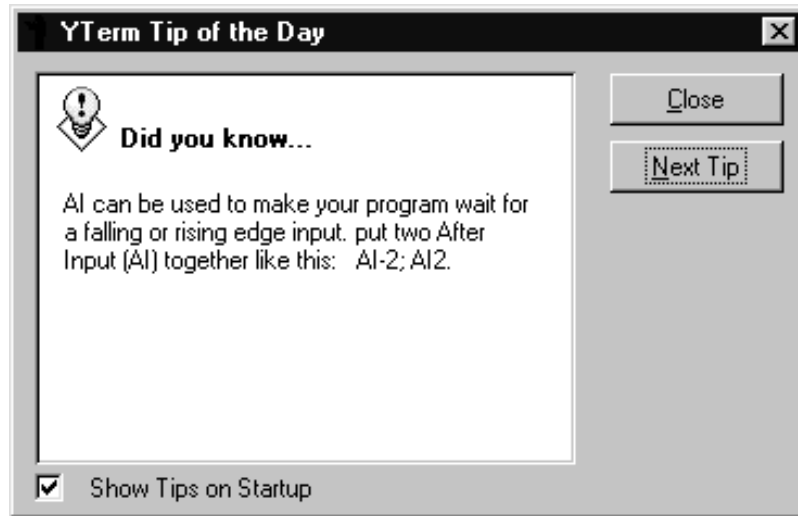 YTerm Tip of the Day
Close
Did you know...
Next Tip
AI can be used to make your program wait for
a falling or rising edge input. put two After
Input (AI) together like this:   AI-2; AI2.
Show Tips on Startup